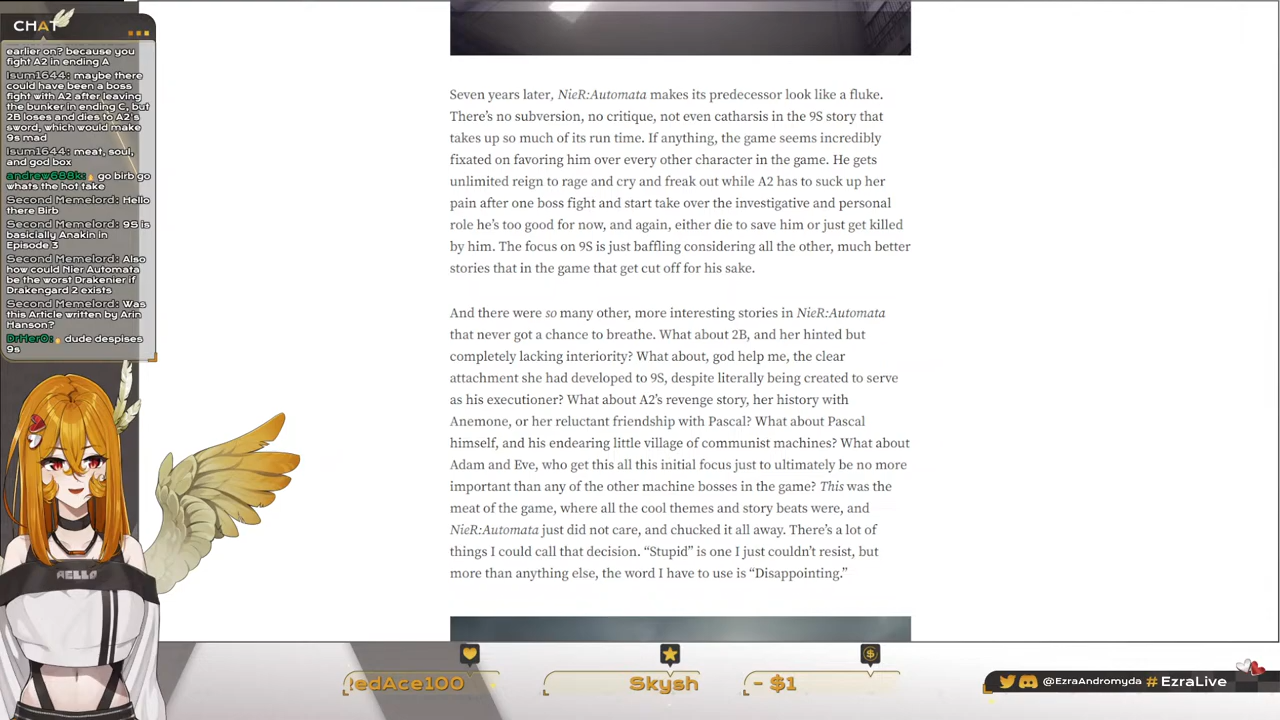 CHAT
earlier on? because you
fight A2 in ending A
Isum1644: maybe there
could have been a boss
fight with A2 after leaving
the bunker in ending C, but
2B loses and dies to A2's
sword, which would make
9s mad
Isum1644: meat, soul,
and god box
andrew688k: go birb go
whats the hot take
Second Memelord: Hello
there Birb
Second Memelord: 9S is
basicially Anakin in
Episode 3
Second Memelord: Also
how could Nier Automata
be the worst Drakenier if
Drakengard 2 exists
Second Memelord: Was
this Article written by Arin
Hanson?
DrHer0: dude despises
9s
Seven years later, NieR:Automata makes its predecessor look like a fluke.
There's no subversion, no critique, not even catharsis in the 9S story that
takes up so much of its run time. If anything, the game seems incredibly
fixated on favoring him over every other character in the game. He gets
unlimited reign to rage and cry and freak out while A2 has to suck up her
pain after one boss fight and start take over the investigative and personal
role he's too good for now, and again, either die to save him or just get killed
by him. The focus on 9S is just baffling considering all the other, much better
stories that in the game that get cut off for his sake.
And there were so many other, more interesting stories in NieR:Automata
that never got a chance to breathe. What about 2B, and her hinted but
completely lacking interiority? What about, god help me, the clear
attachment she had developed to 9S, despite literally being created to serve
as his executioner? What about A2's revenge story, her history with
Anemone, or her reluctant friendship with Pascal? What about Pascal
himself, and his endearing little village of communist machines? What about
Adam and Eve, who get this all this initial focus just to ultimately be no more
important than any of the other machine bosses in the game? This was the
meat of the game, where all the cool themes and story beats were, and
NieR:Automata just did not care, and chucked it all away. There's a lot of
things I could call that decision. "Stupid" is one I just couldn't resist, but
more than anything else, the word I have to use is "Disappointing."
HELLO
edAce100
Skysh
- $1
@EzraAndromyda # EzraLive